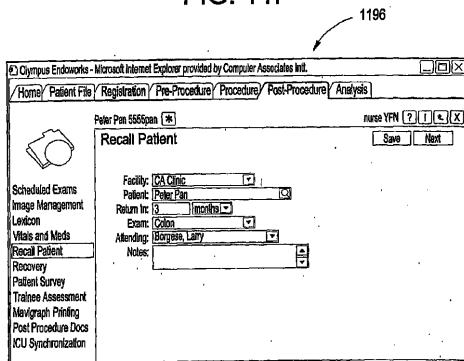 1196
Olympus Endoworks - Microsoft Internet Explorer provided by Computer Associates Intl.
Home Patient File Registration Pre-Procedure Procedure Post-Procedure Analysis
Peter Pan 5555pan * nurse YFN ? I X
Recall Patient Save Next
Facility: CA Clinic
Patient: Peter Pan
Return In: 3 months
Exam: Colon
Attending: Borgese, Larry
Notes:
Scheduled Exams
Image Management
Lexicon
Vitals and Meds
Recall Patient
Recovery
Patient Survey
Trainee Assessment
Mavigraph Printing
Post Procedure Docs
ICU Synchronization